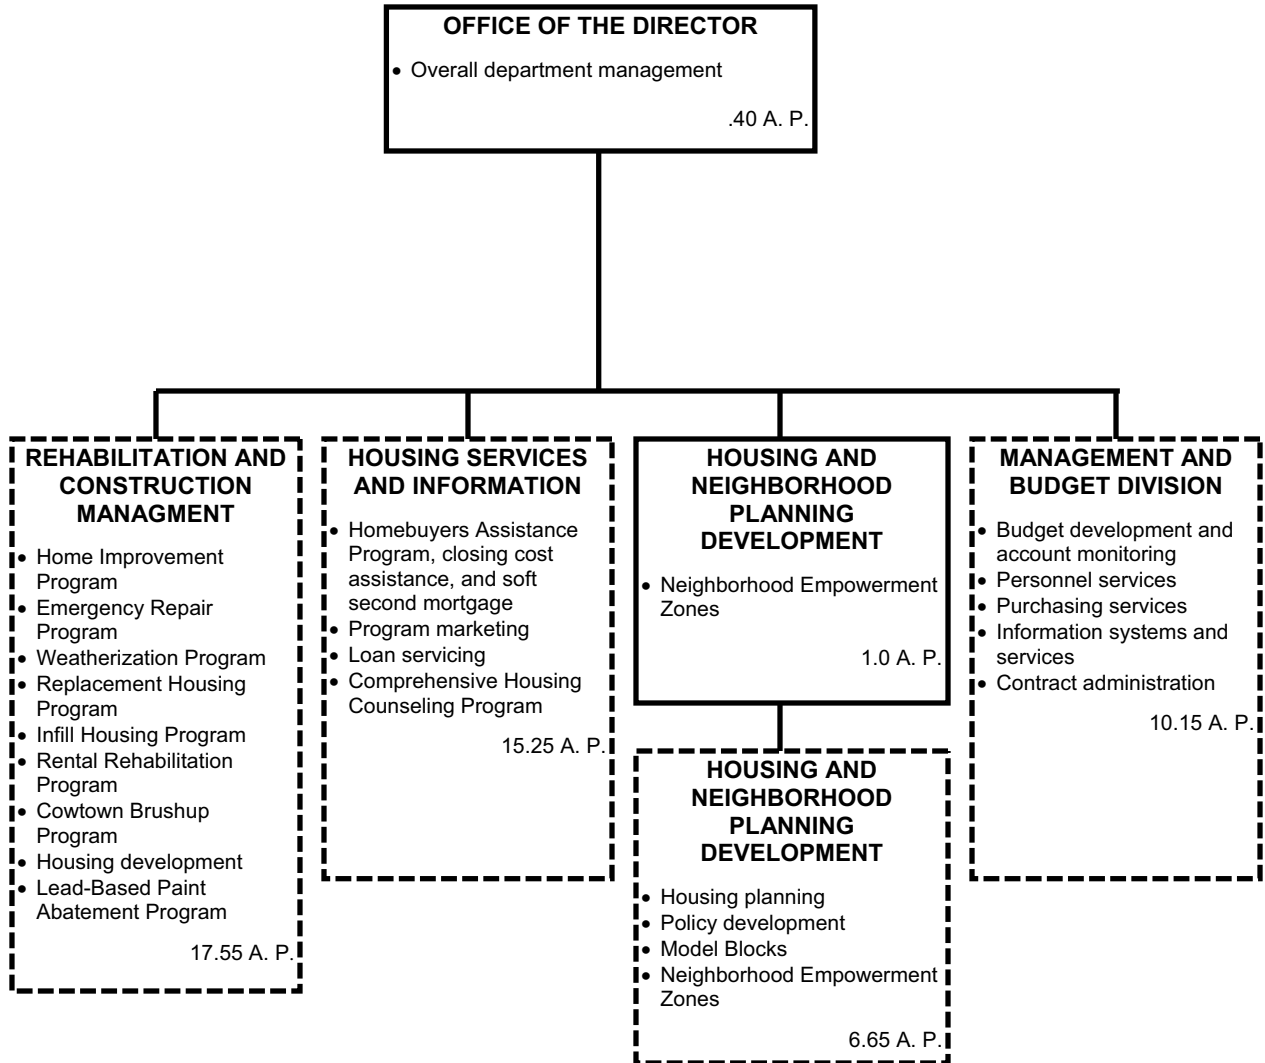 OFFICE OF THE DIRECTOR
• Overall department management
.40 A. P.
REHABILITATION AND
CONSTRUCTION
MANAGMENT
• Home Improvement
Program
• Emergency Repair
Program
• Weatherization Program
• Replacement Housing
Program
• Infill Housing Program
• Rental Rehabilitation
Program
• Cowtown Brushup
Program
• Housing development
• Lead-Based Paint
Abatement Program
17.55 A. P.
HOUSING SERVICES
AND INFORMATION
• Homebuyers Assistance
Program, closing cost
assistance, and soft
second mortgage
• Program marketing
• Loan servicing
• Comprehensive Housing
Counseling Program
15.25 A. P.
HOUSING AND
NEIGHBORHOOD
PLANNING
DEVELOPMENT
• Neighborhood Empowerment
Zones
1.0 A. P.
HOUSING AND
NEIGHBORHOOD
PLANNING
DEVELOPMENT
• Housing planning
• Policy development
• Model Blocks
• Neighborhood Empowerment
Zones
6.65 A. P.
MANAGEMENT AND
BUDGET DIVISION
• Budget development and
account monitoring
• Personnel services
• Purchasing services
• Information systems and
services
• Contract administration
10.15 A. P.